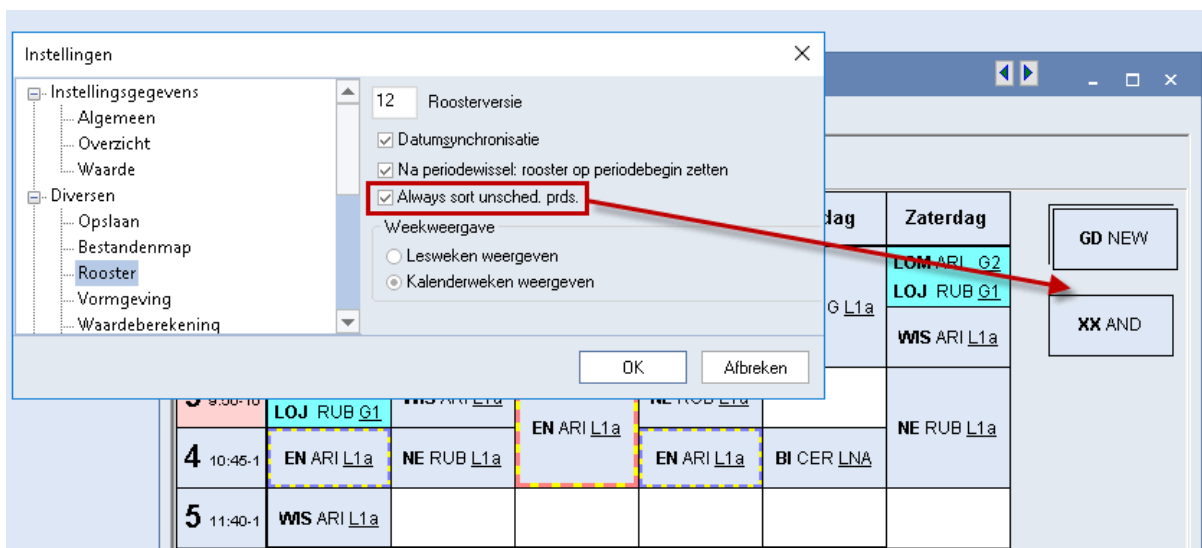 Instellingen
Instellingsgegevens
Algemeen
Overzicht
Waarde
Diversen
Opslaan
Bestandenmap
Rooster
Vormgeving
Waardeberekening
12 Roosterversie
Datumsynchronisatie
Na periodewissel: rooster op periodebegin zetten
Always sort unsched. prds.
Weekweergave
Lesweken weergeven
Kalenderweken weergeven
OK Afbreken
dag Zaterdag
LOM ARI G2
LOJ RUB G1
G L1a
WIS ARI L1a
GD NEW
XX AND
LOJ RUB G1
EN ARI L1a
NE RUB L1a
4 10:45-1 EN ARI L1a NE RUB L1a EN ARI L1a BI CER LNA
5 11:40-1 WIS ARI L1a